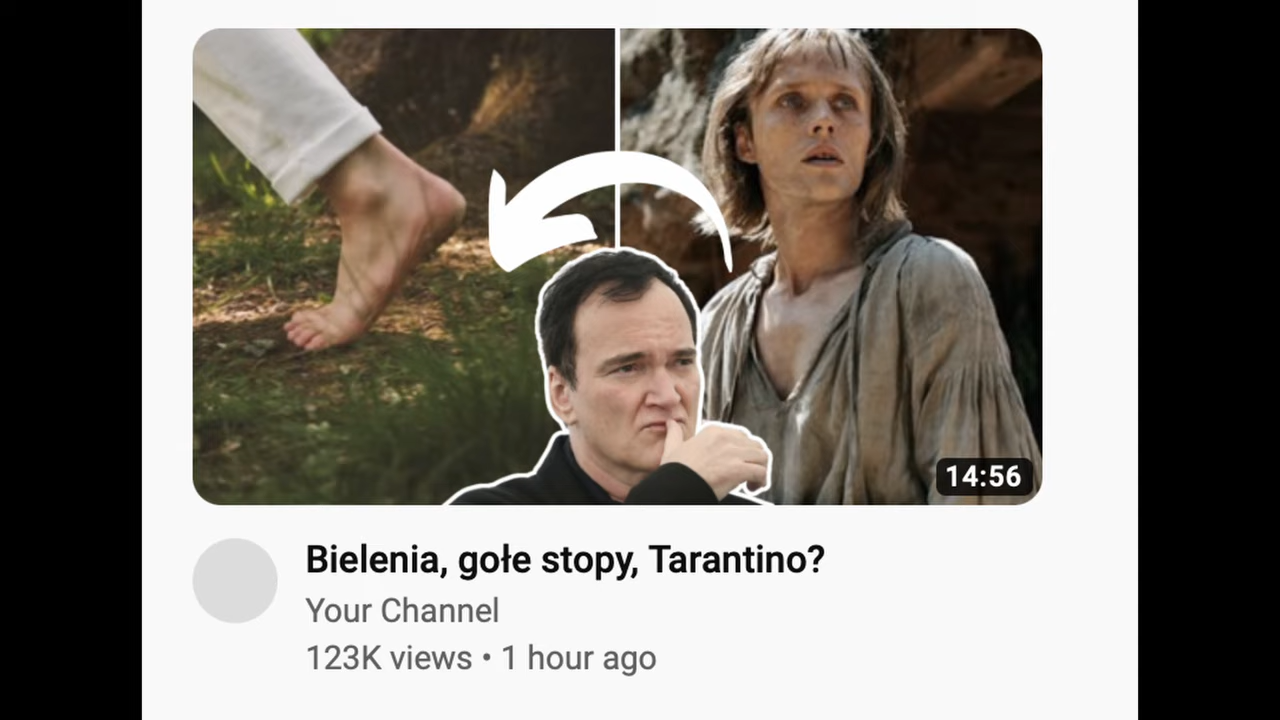 14:56
Bielenia, gołe stopy, Tarantino?
Your Channel
123K views • 1 hour ago